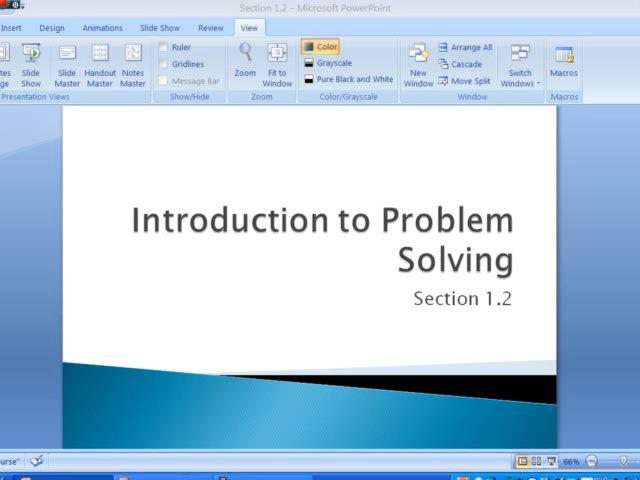 Section 1.2 - Microsoft PowerPoint
Insert Design Animations Slide Show Review View
Slide Show
Slide Master
Handout Master
Notes Master
Presentation Views
Ruler
Gridlines
Message Bar
Show/Hide
Zoom
Fit to Window
Zoom
Color
Grayscale
Pure Black and White
Color/Grayscale
New Window
Arrange All
Cascade
Move Split
Switch Windows
Window
Macros
Macros
Introduction to Problem
Solving
Section 1.2
66%